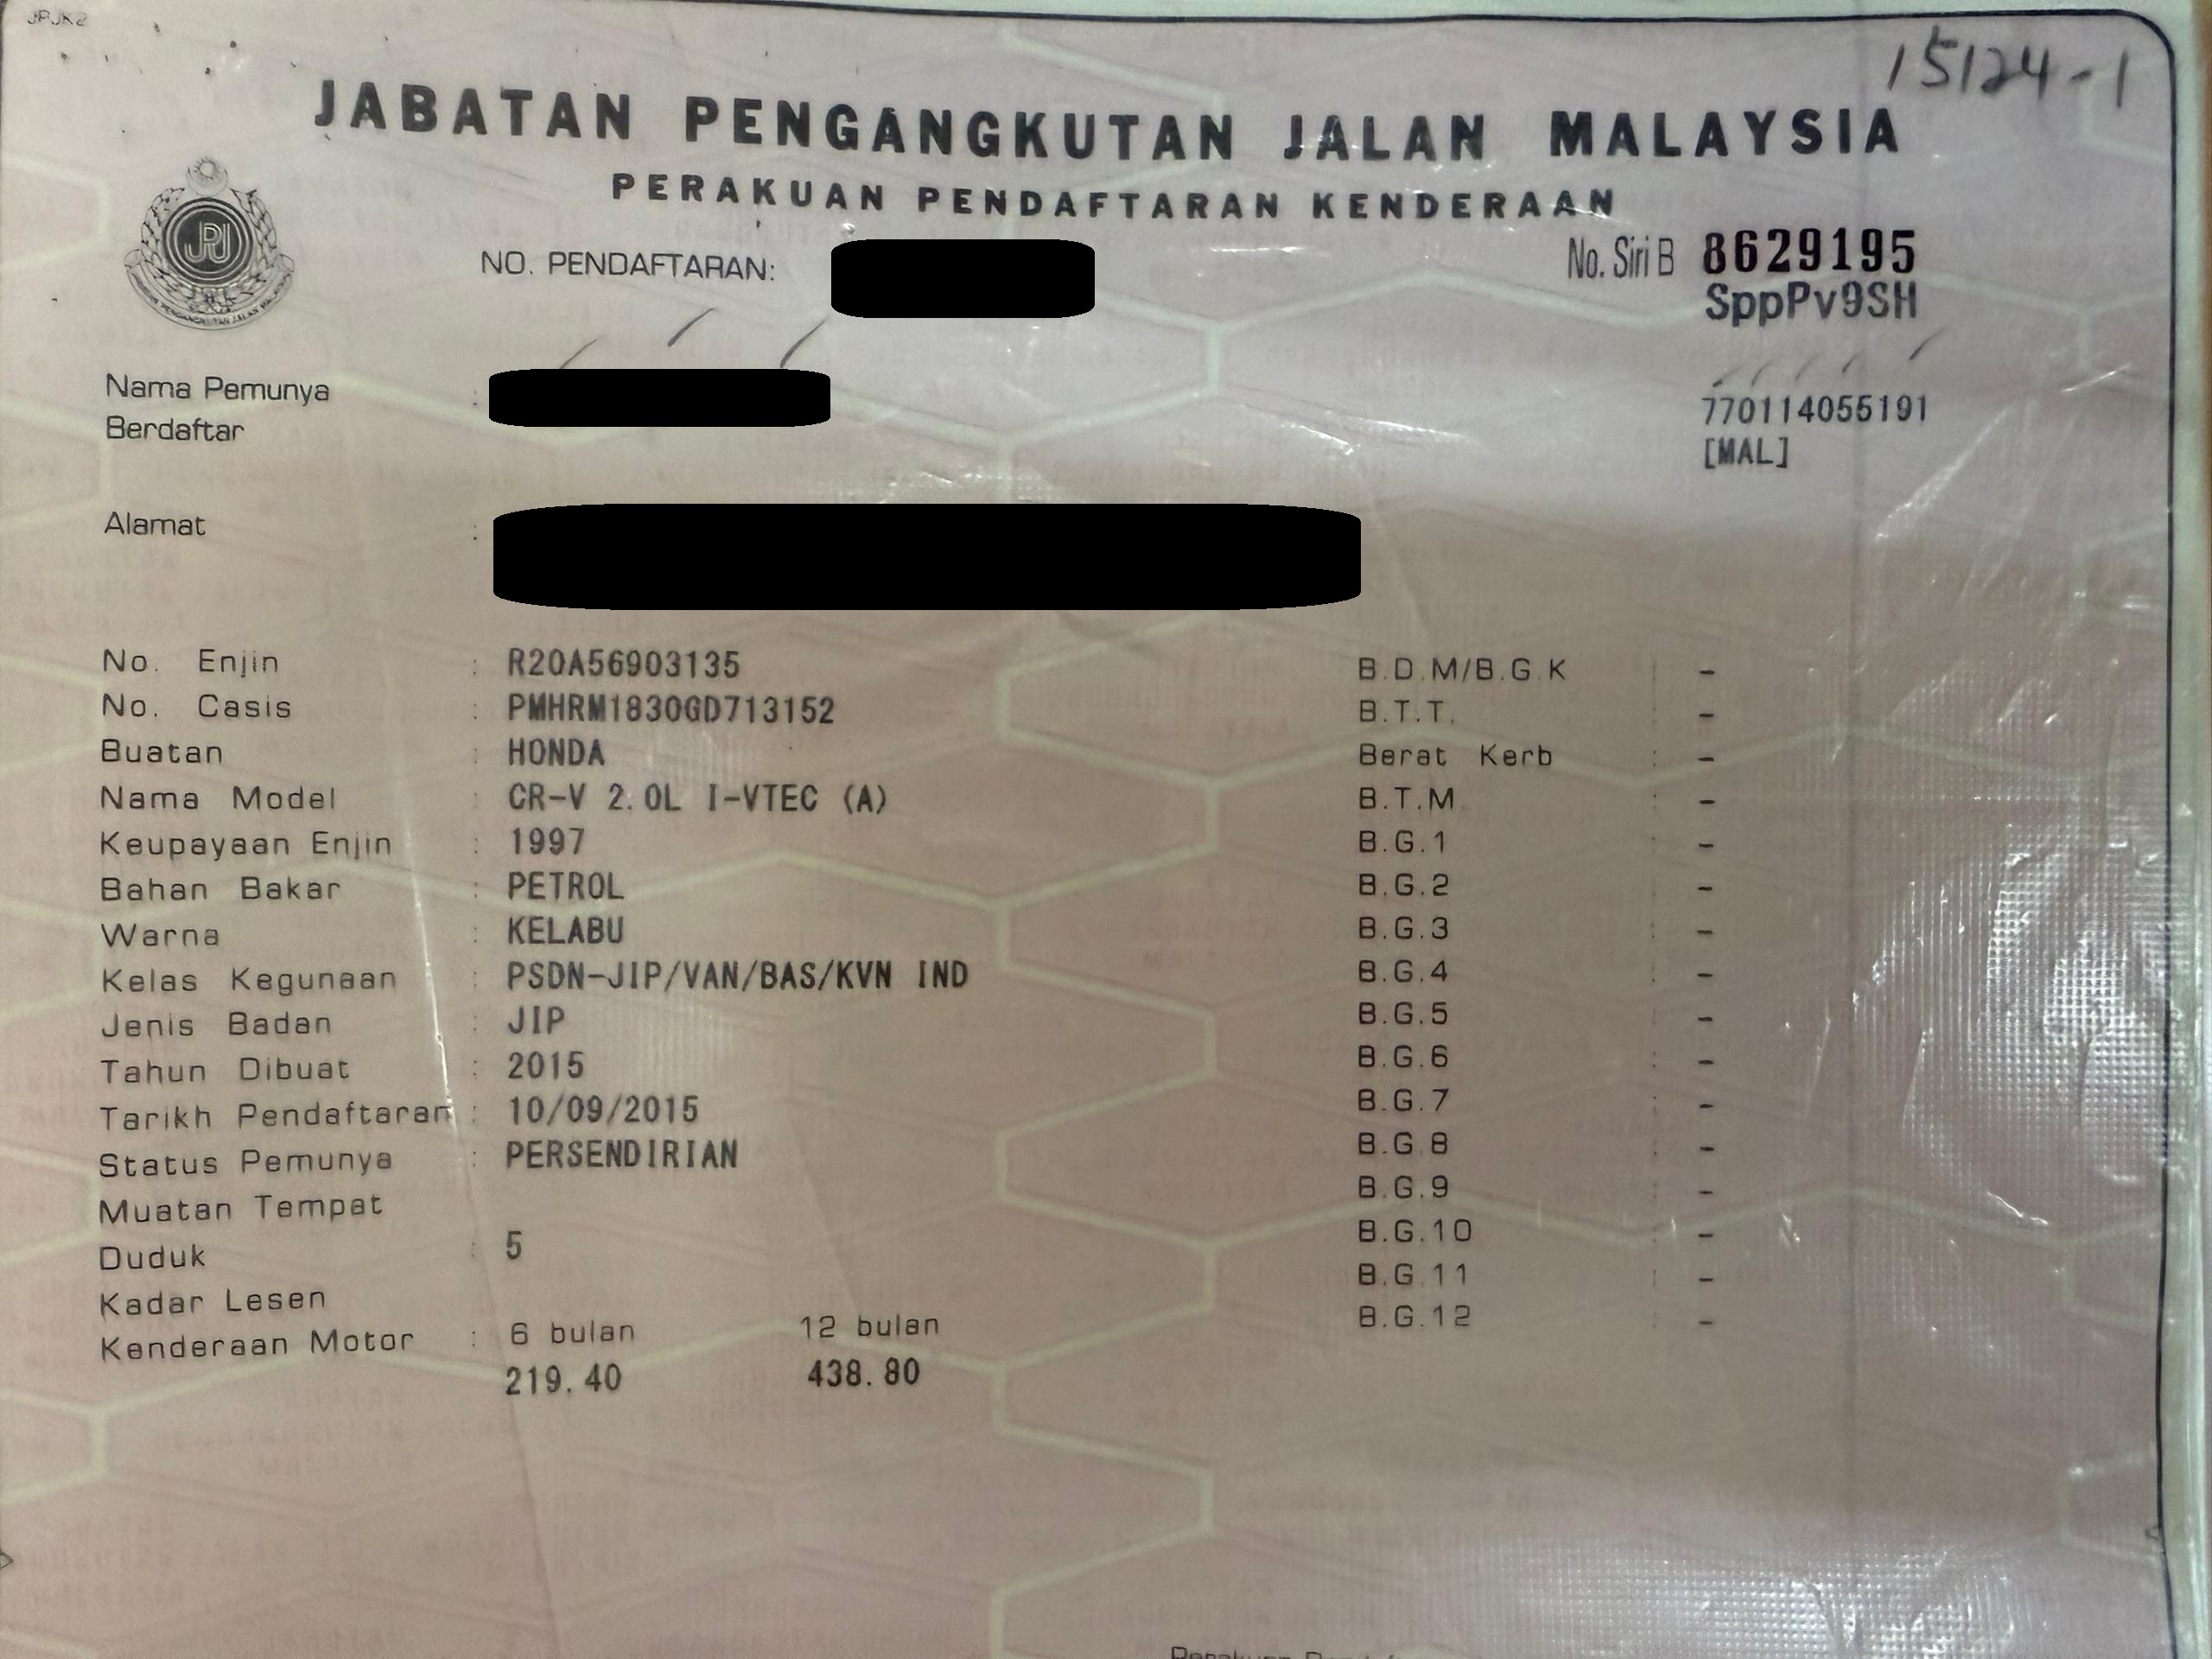 JPJK2
15124-1
JABATAN PENGANGKUTAN JALAN MALAYSIA
PERAKUAN PENDAFTARAN KENDERAAN
JPJ
NO. PENDAFTARAN:
No. Siri B 8629195
SppPv9SH
Nama Pemunya :
Berdaftar
770114055191
[MAL]
Alamat :
No. Enjin : R20A56903135
No. Casis : PMHRM1830GD713152
Buatan : HONDA
Nama Model : CR-V 2.0L I-VTEC (A)
Keupayaan Enjin : 1997
Bahan Bakar : PETROL
Warna : KELABU
Kelas Kegunaan : PSDN-JIP/VAN/BAS/KVN IND
Jenis Badan : JIP
Tahun Dibuat : 2015
Tarikh Pendaftaran : 10/09/2015
Status Pemunya : PERSENDIRIAN
Muatan Tempat
Duduk : 5
Kadar Lesen
Kenderaan Motor : 6 bulan 12 bulan
219.40 438.80
B.D.M/B.G.K : -
B.T.T. : -
Berat Kerb : -
B.T.M : -
B.G.1 : -
B.G.2 : -
B.G.3 : -
B.G.4 : -
B.G.5 : -
B.G.6 : -
B.G.7 : -
B.G.8 : -
B.G.9 : -
B.G.10 : -
B.G.11 : -
B.G.12 : -